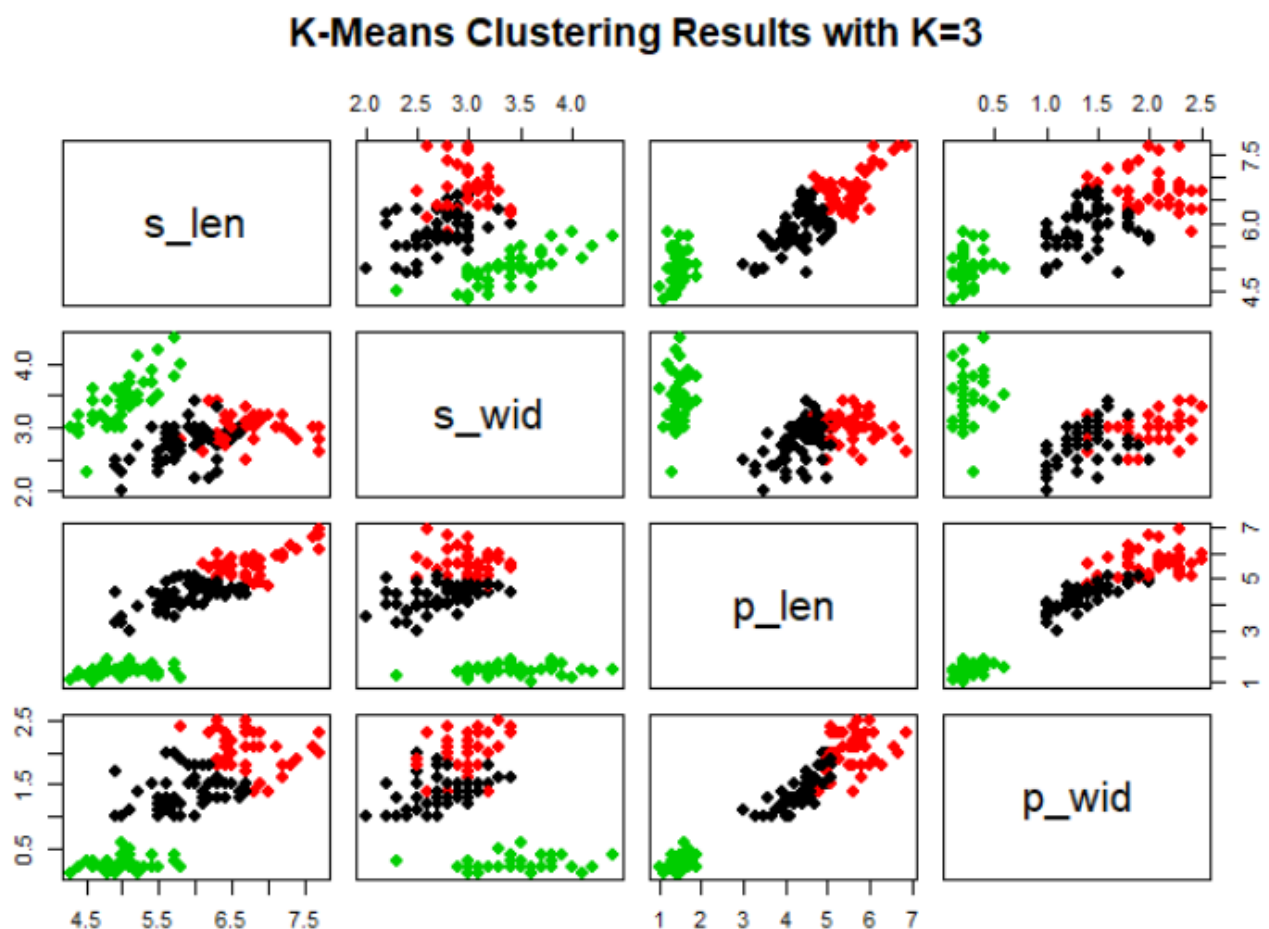 K-Means Clustering Results with K=3
2.0 2.5 3.0 3.5 4.0
0.5 1.0 1.5 2.0 2.5
s_len
4.5 6.0 7.5
2.0 3.0 4.0
s_wid
p_len
1 3 5 7
0.5 1.5 2.5
p_wid
4.5 5.5 6.5 7.5
1 2 3 4 5 6 7